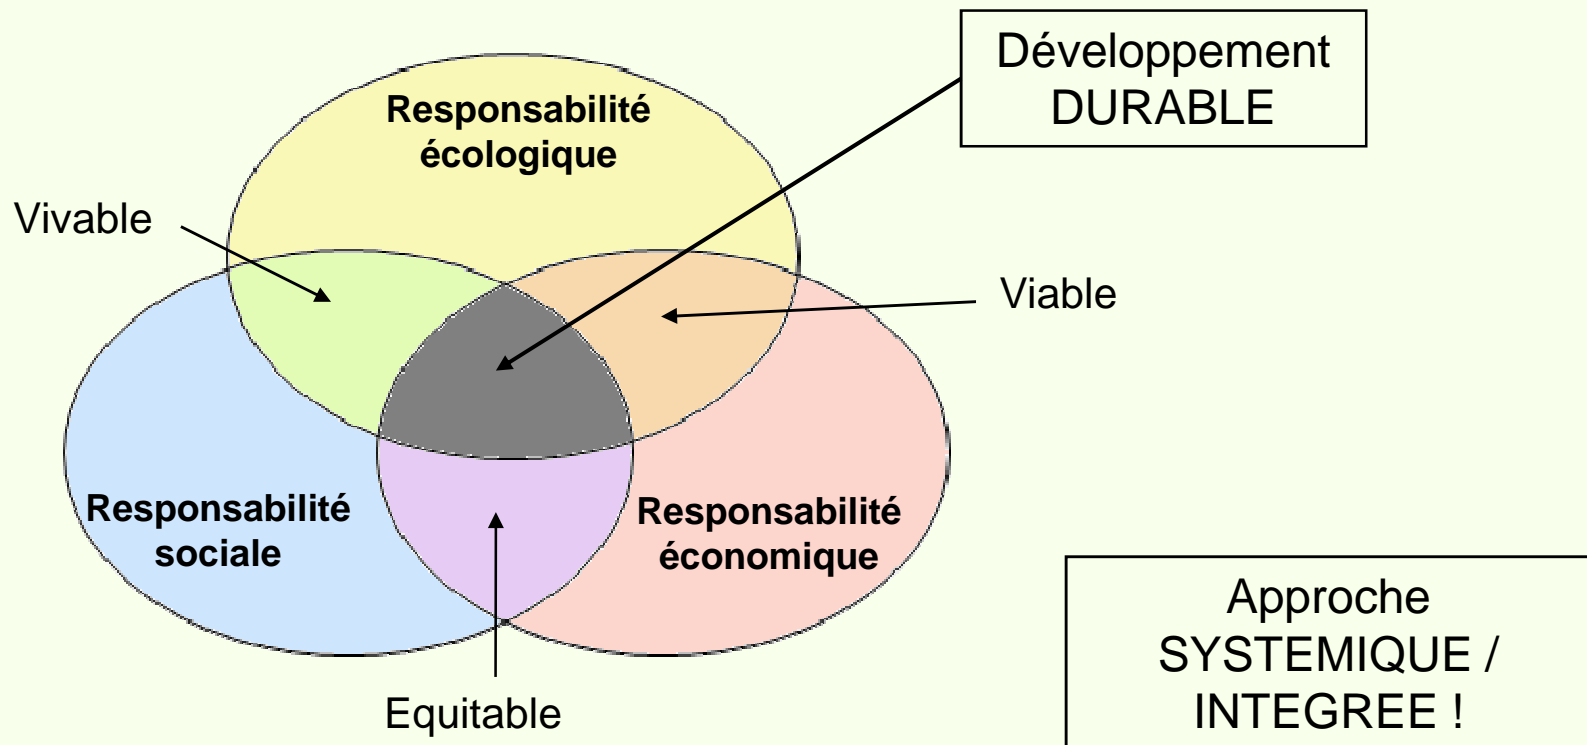 Développement
DURABLE
Responsabilité
écologique
Vivable
Viable
Responsabilité
sociale
Responsabilité
économique
Equitable
Approche
SYSTEMIQUE /
INTEGREE !